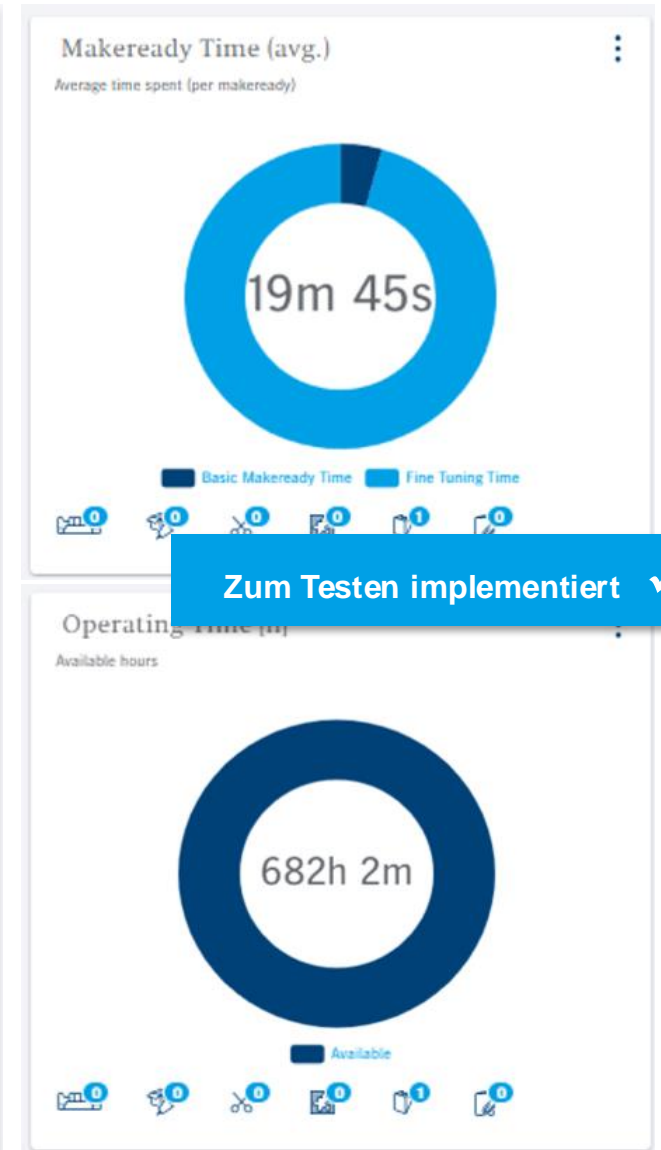 Makeready Time (avg.)
Average time spent (per makeready)
19m 45s
Basic Makeready Time Fine Tuning Time
0 0 0 0 1 0
Zum Testen implementiert
Operating
Available hours
682h 2m
Available
0 0 0 0 1 0